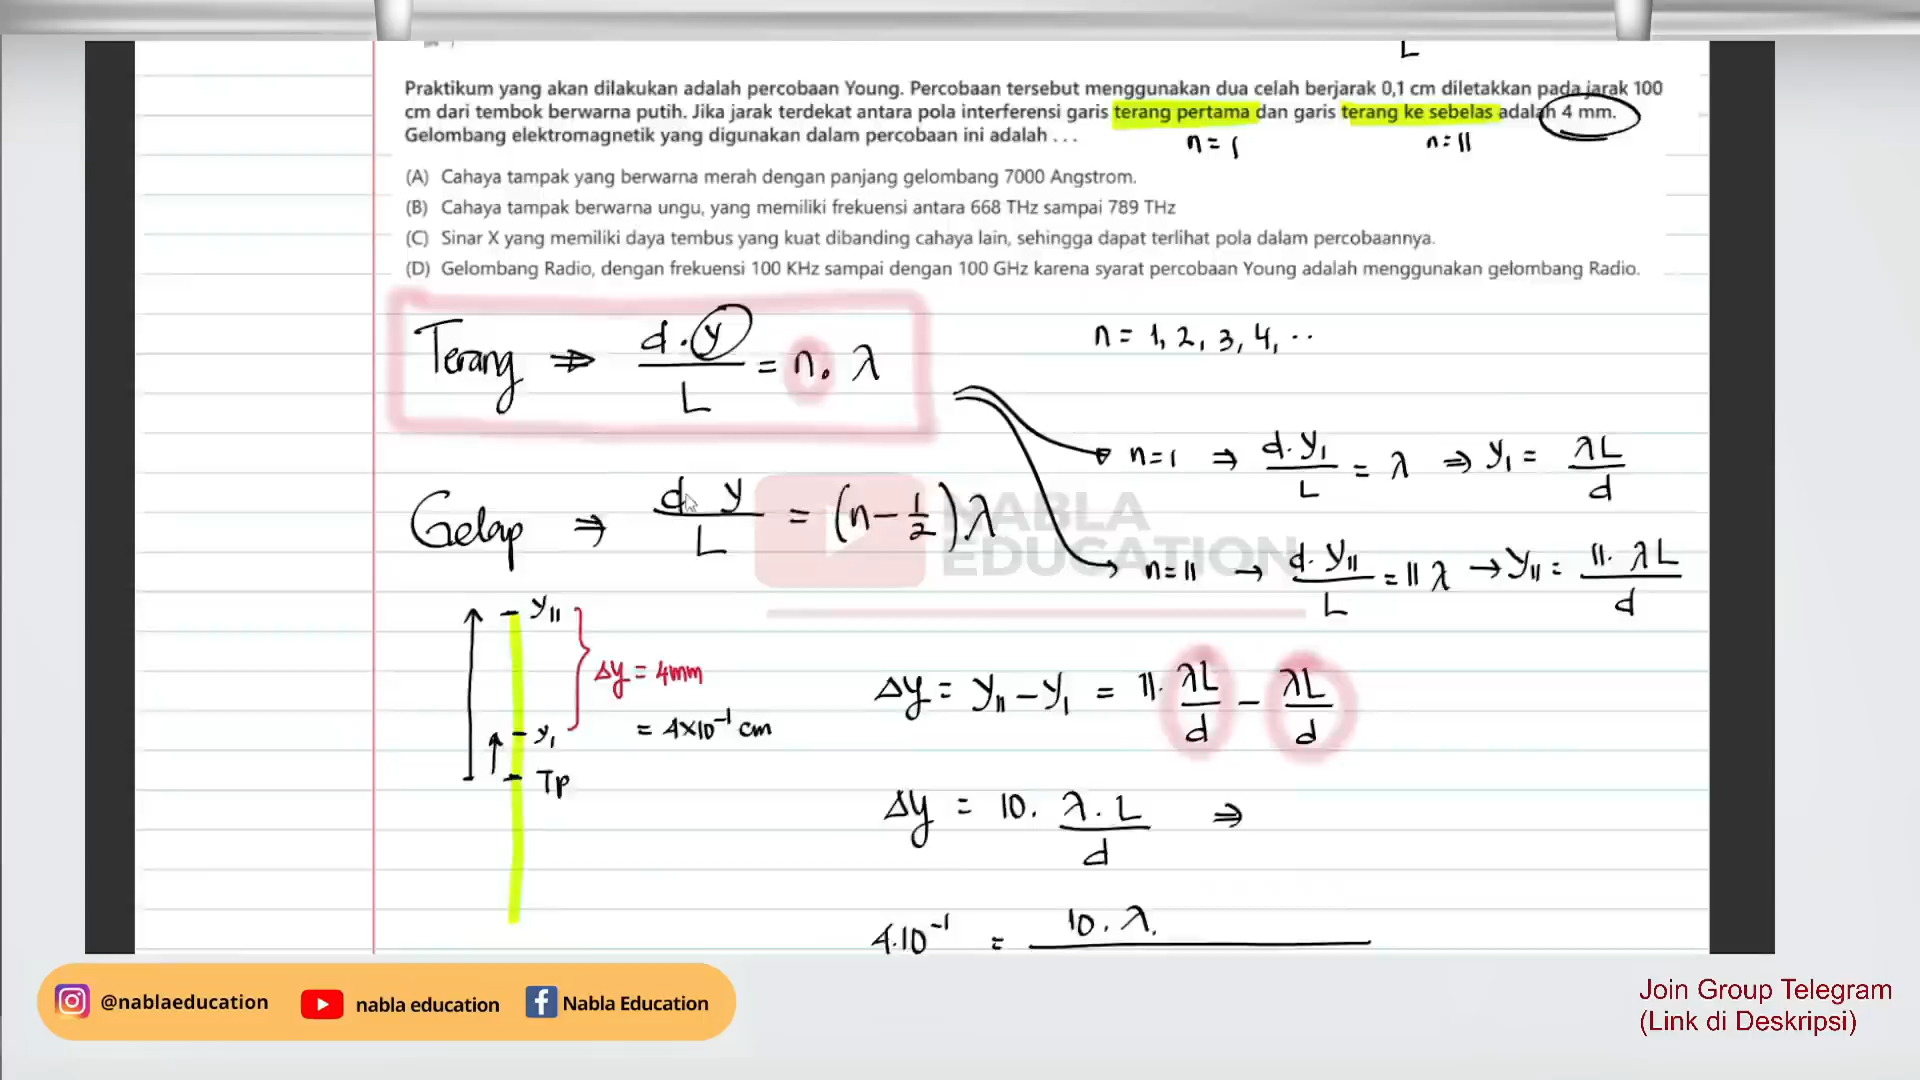 L
Praktikum yang akan dilakukan adalah percobaan Young. Percobaan tersebut menggunakan dua celah berjarak 0,1 cm diletakkan pada jarak 100
cm dari tembok berwarna putih. Jika jarak terdekat antara pola interferensi garis terang pertama dan garis terang ke sebelas adalah 4 mm.
Gelombang elektromagnetik yang digunakan dalam percobaan ini adalah . . .
n = 1
n = 11
(A) Cahaya tampak yang berwarna merah dengan panjang gelombang 7000 Angstrom.
(B) Cahaya tampak berwarna ungu, yang memiliki frekuensi antara 668 THz sampai 789 THz
(C) Sinar X yang memiliki daya tembus yang kuat dibanding cahaya lain, sehingga dapat terlihat pola dalam percobaannya.
(D) Gelombang Radio, dengan frekuensi 100 KHz sampai dengan 100 GHz karena syarat percobaan Young adalah menggunakan gelombang Radio.
Terang ⇒ d . y / L = n . λ
n = 1, 2, 3, 4, ..
n=1 ⇒ d. y₁ / L = λ ⇒ y₁ = λL / d
Gelap ⇒ d. y / L = (n - 1/2) . λ
NABLA
EDUCATION
n=11 → d. y₁₁ / L = 11 λ → y₁₁ = 11. λL / d
y₁₁
Δy = 4mm
= 4×10⁻¹ cm
y₁
Tp
Δy = y₁₁ - y₁ = 11. λL / d - λL / d
Δy = 10. λ. L / d ⇒
4.10⁻¹ = 10. λ.
@nablaeducation
nabla education
Nabla Education
Join Group Telegram
(Link di Deskripsi)